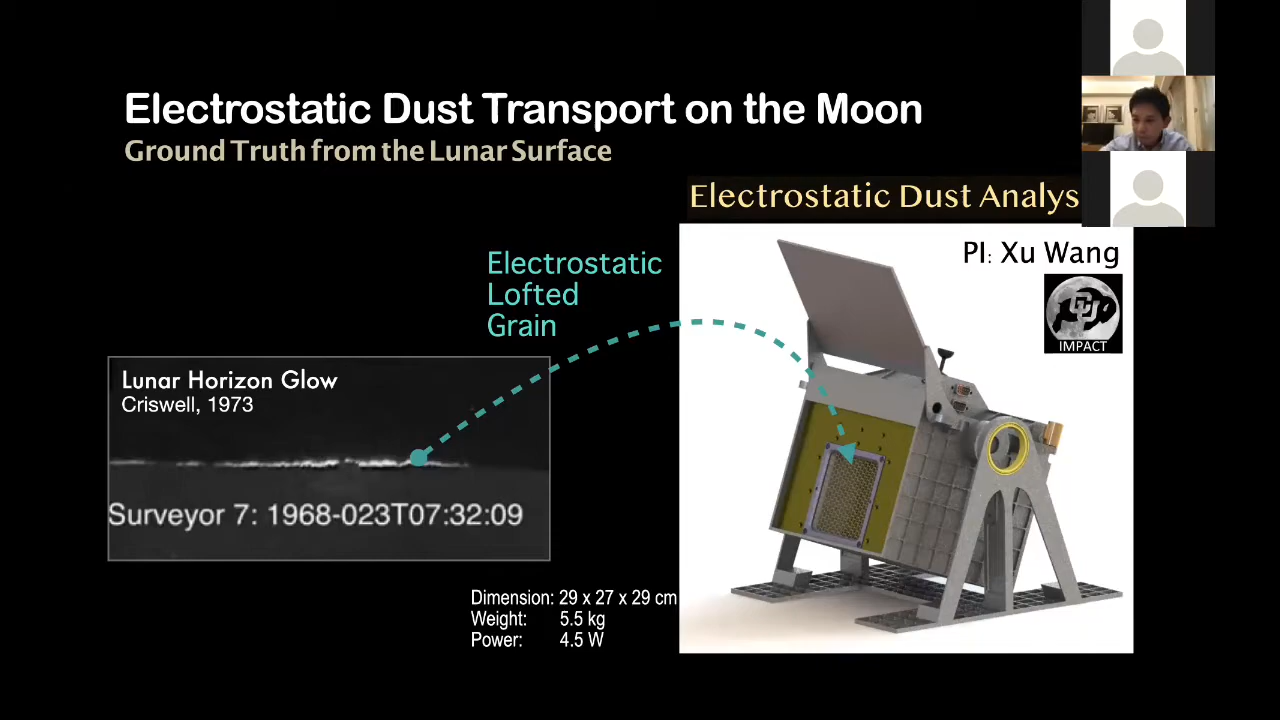 Electrostatic Dust Transport on the Moon
Ground Truth from the Lunar Surface
Electrostatic Dust Analys
PI: Xu Wang
CU
IMPACT
Electrostatic
Lofted
Grain
Lunar Horizon Glow
Criswell, 1973
Surveyor 7: 1968-023T07:32:09
Dimension: 29 x 27 x 29 cm
Weight: 5.5 kg
Power: 4.5 W